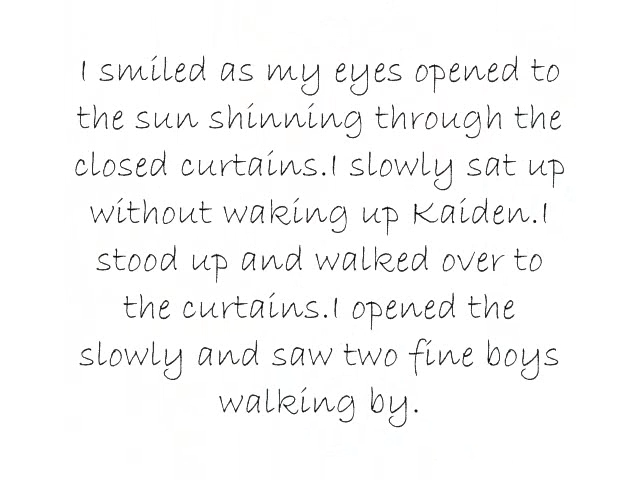 I smiled as my eyes opened to
the sun shinning through the
closed curtains.I slowly sat up
without waking up Kaiden.I
stood up and walked over to
the curtains.I opened the
slowly and saw two fine boys
walking by.